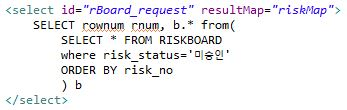 <select id="rBoard_request" resultMap="riskMap">
SELECT rownum rnum, b.* from(
SELECT * FROM RISKBOARD
where risk_status='미승인'
ORDER BY risk_no
) b
</select>